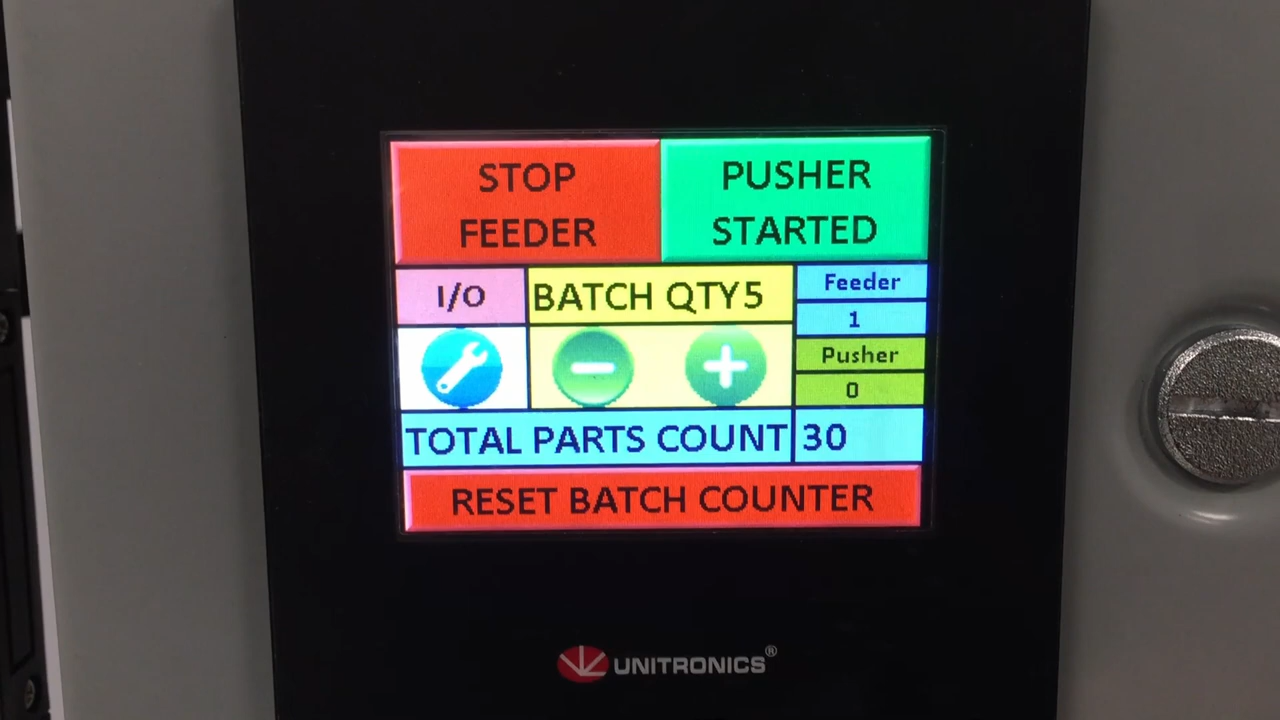 STOP
FEEDER
PUSHER
STARTED
I/O
BATCH QTY5
Feeder
1
Pusher
0
TOTAL PARTS COUNT 30
RESET BATCH COUNTER
UNITRONICS®